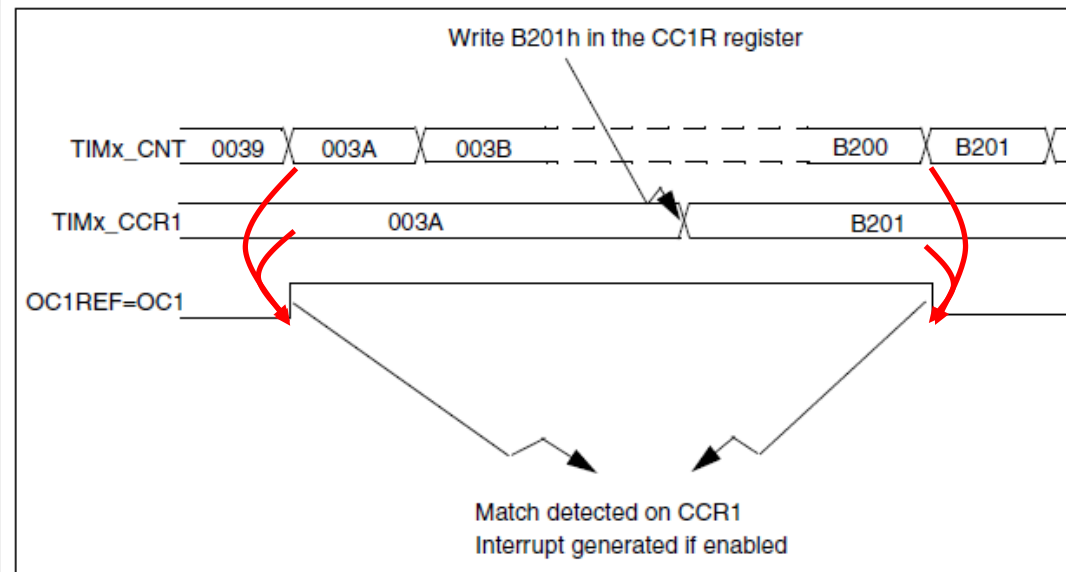 Write B201h in the CC1R register
TIMx_CNT 0039 003A 003B B200 B201
TIMx_CCR1 003A B201
OC1REF=OC1
Match detected on CCR1
Interrupt generated if enabled